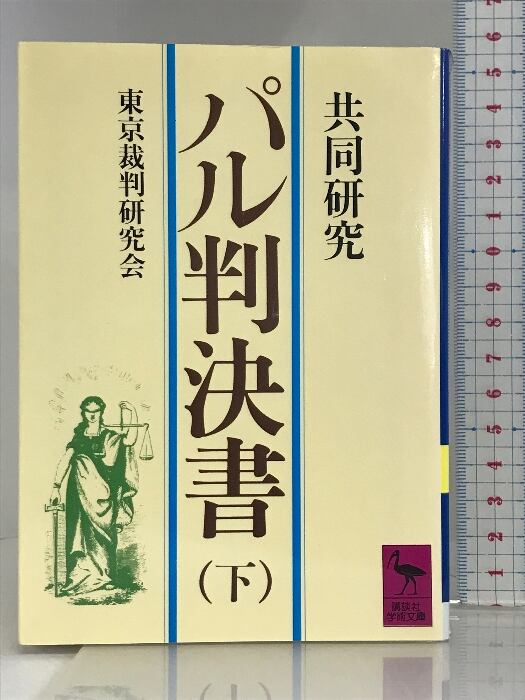 共同研究
パル判決書
(下)
東京裁判研究会
講談社
学術文庫